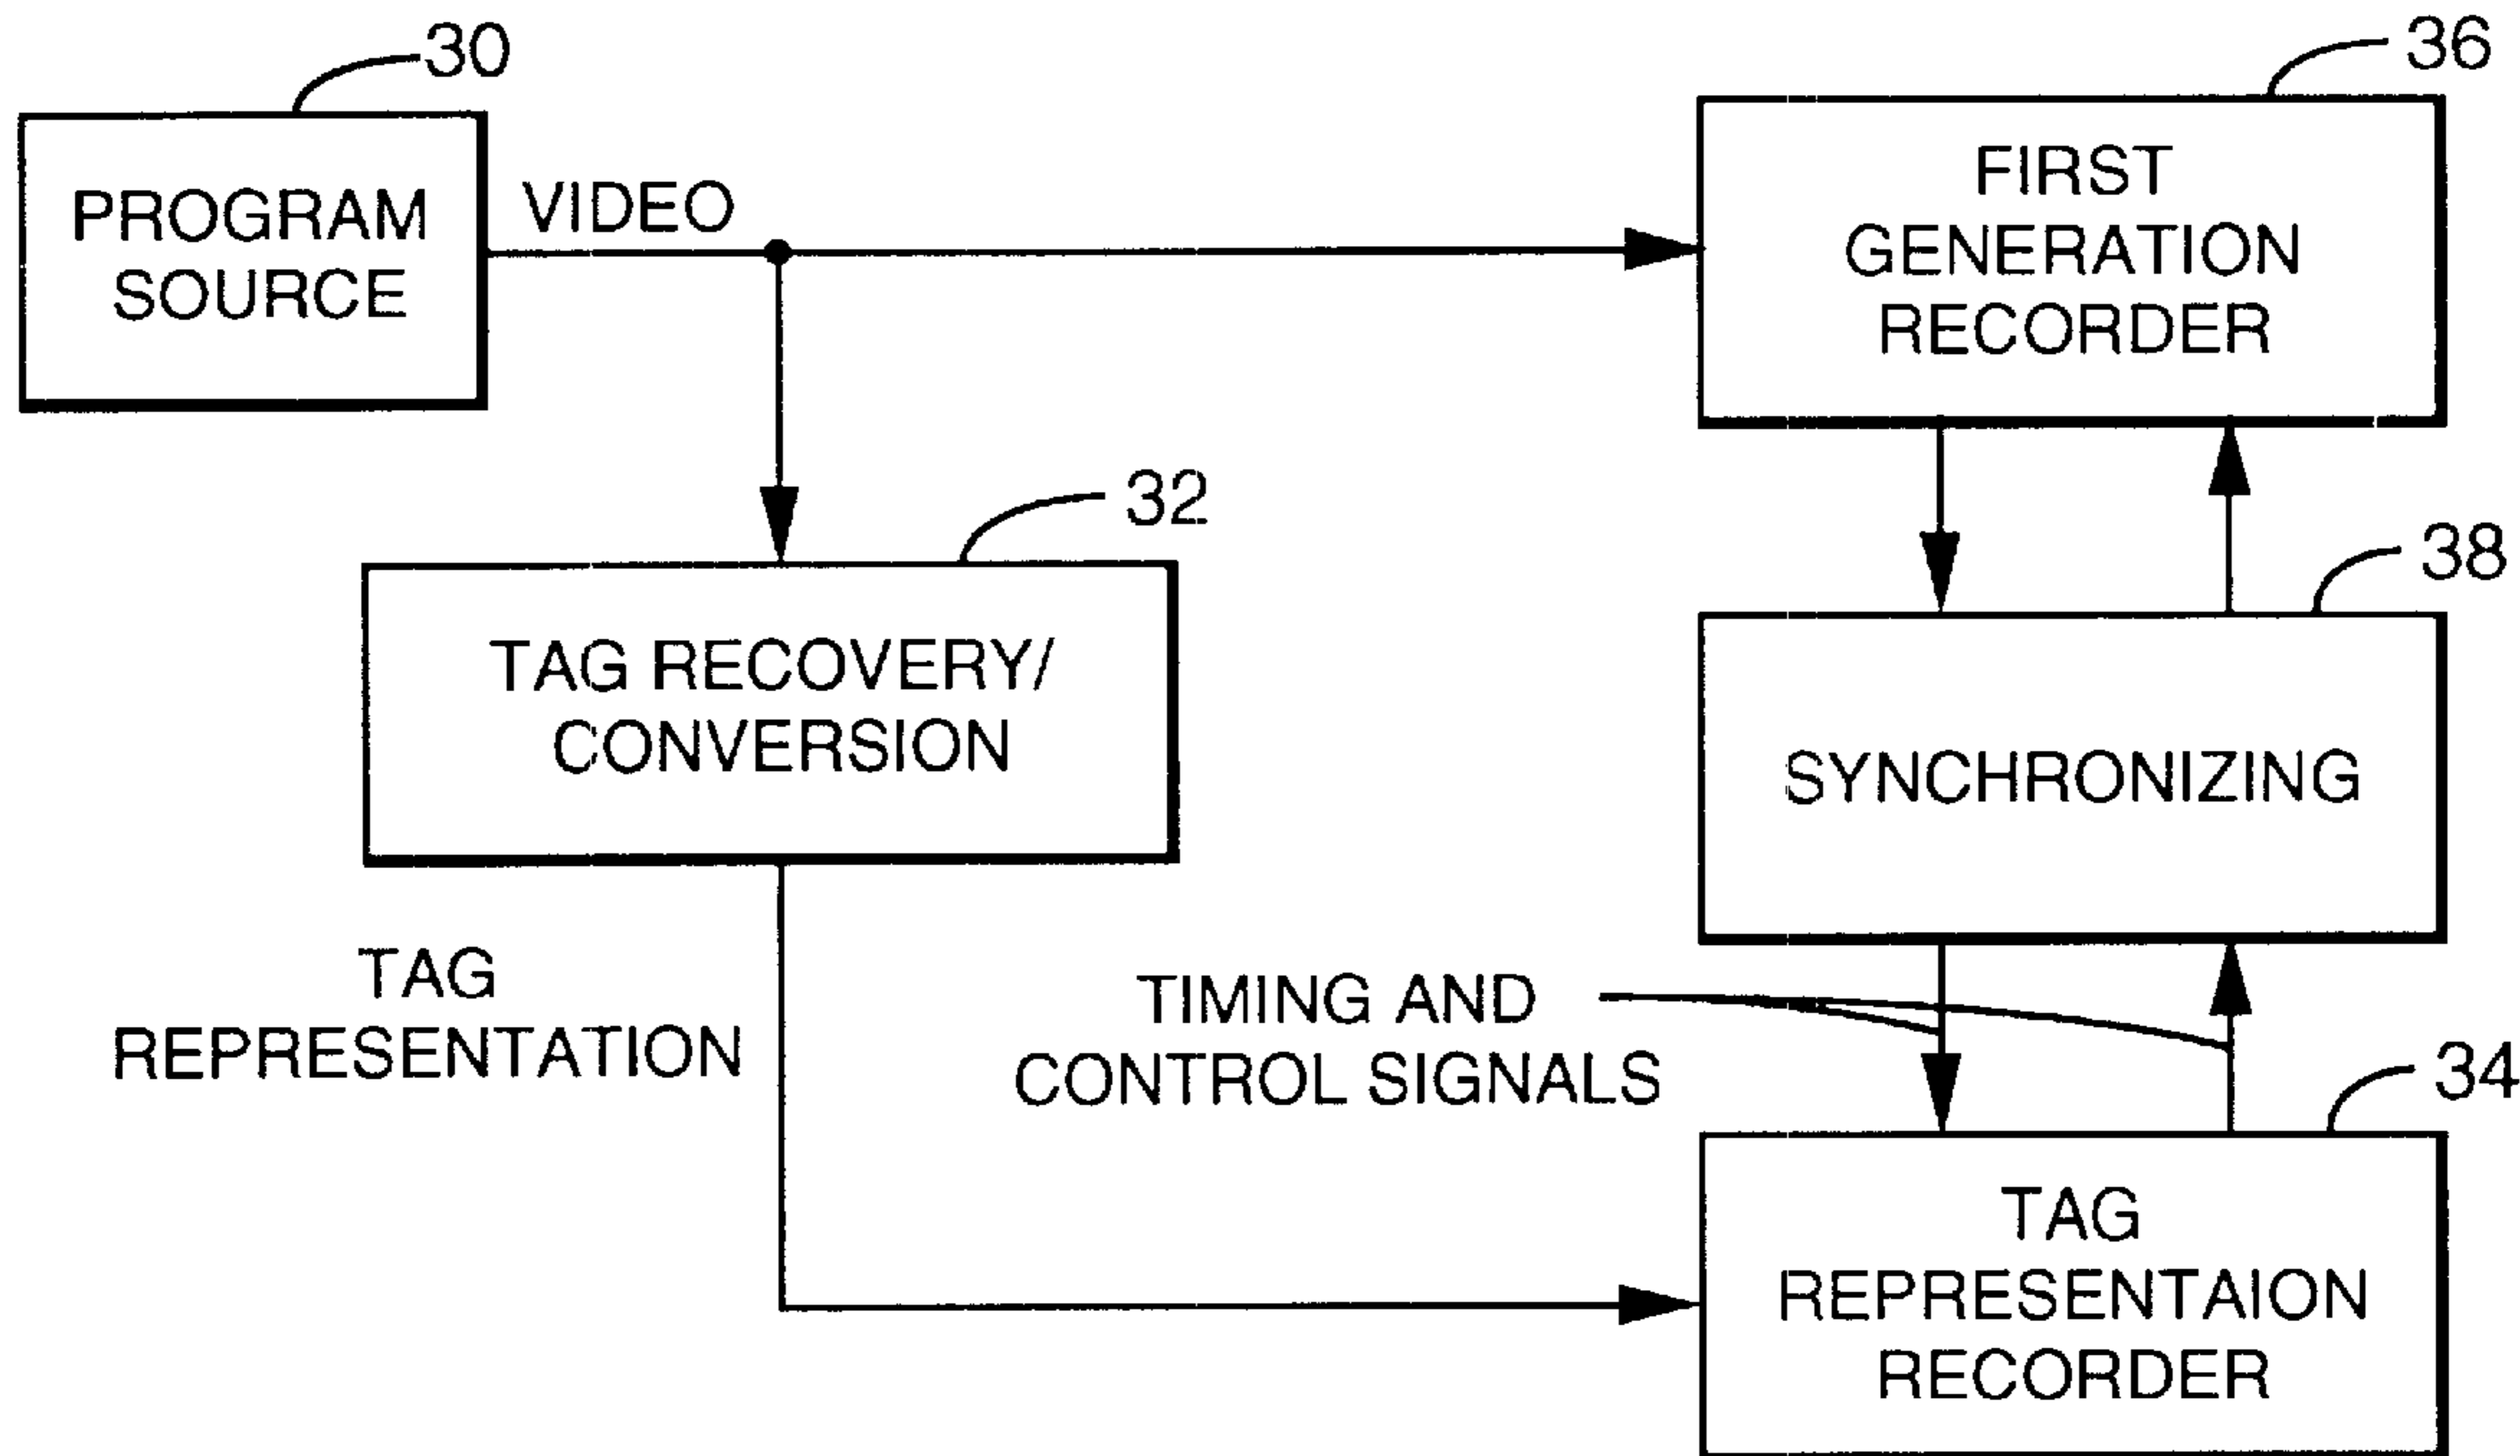 30
36
PROGRAM
SOURCE
VIDEO
FIRST
GENERATION
RECORDER
32
38
TAG RECOVERY/
CONVERSION
SYNCHRONIZING
TAG
REPRESENTATION
TIMING AND
CONTROL SIGNALS
34
TAG
REPRESENTAION
RECORDER